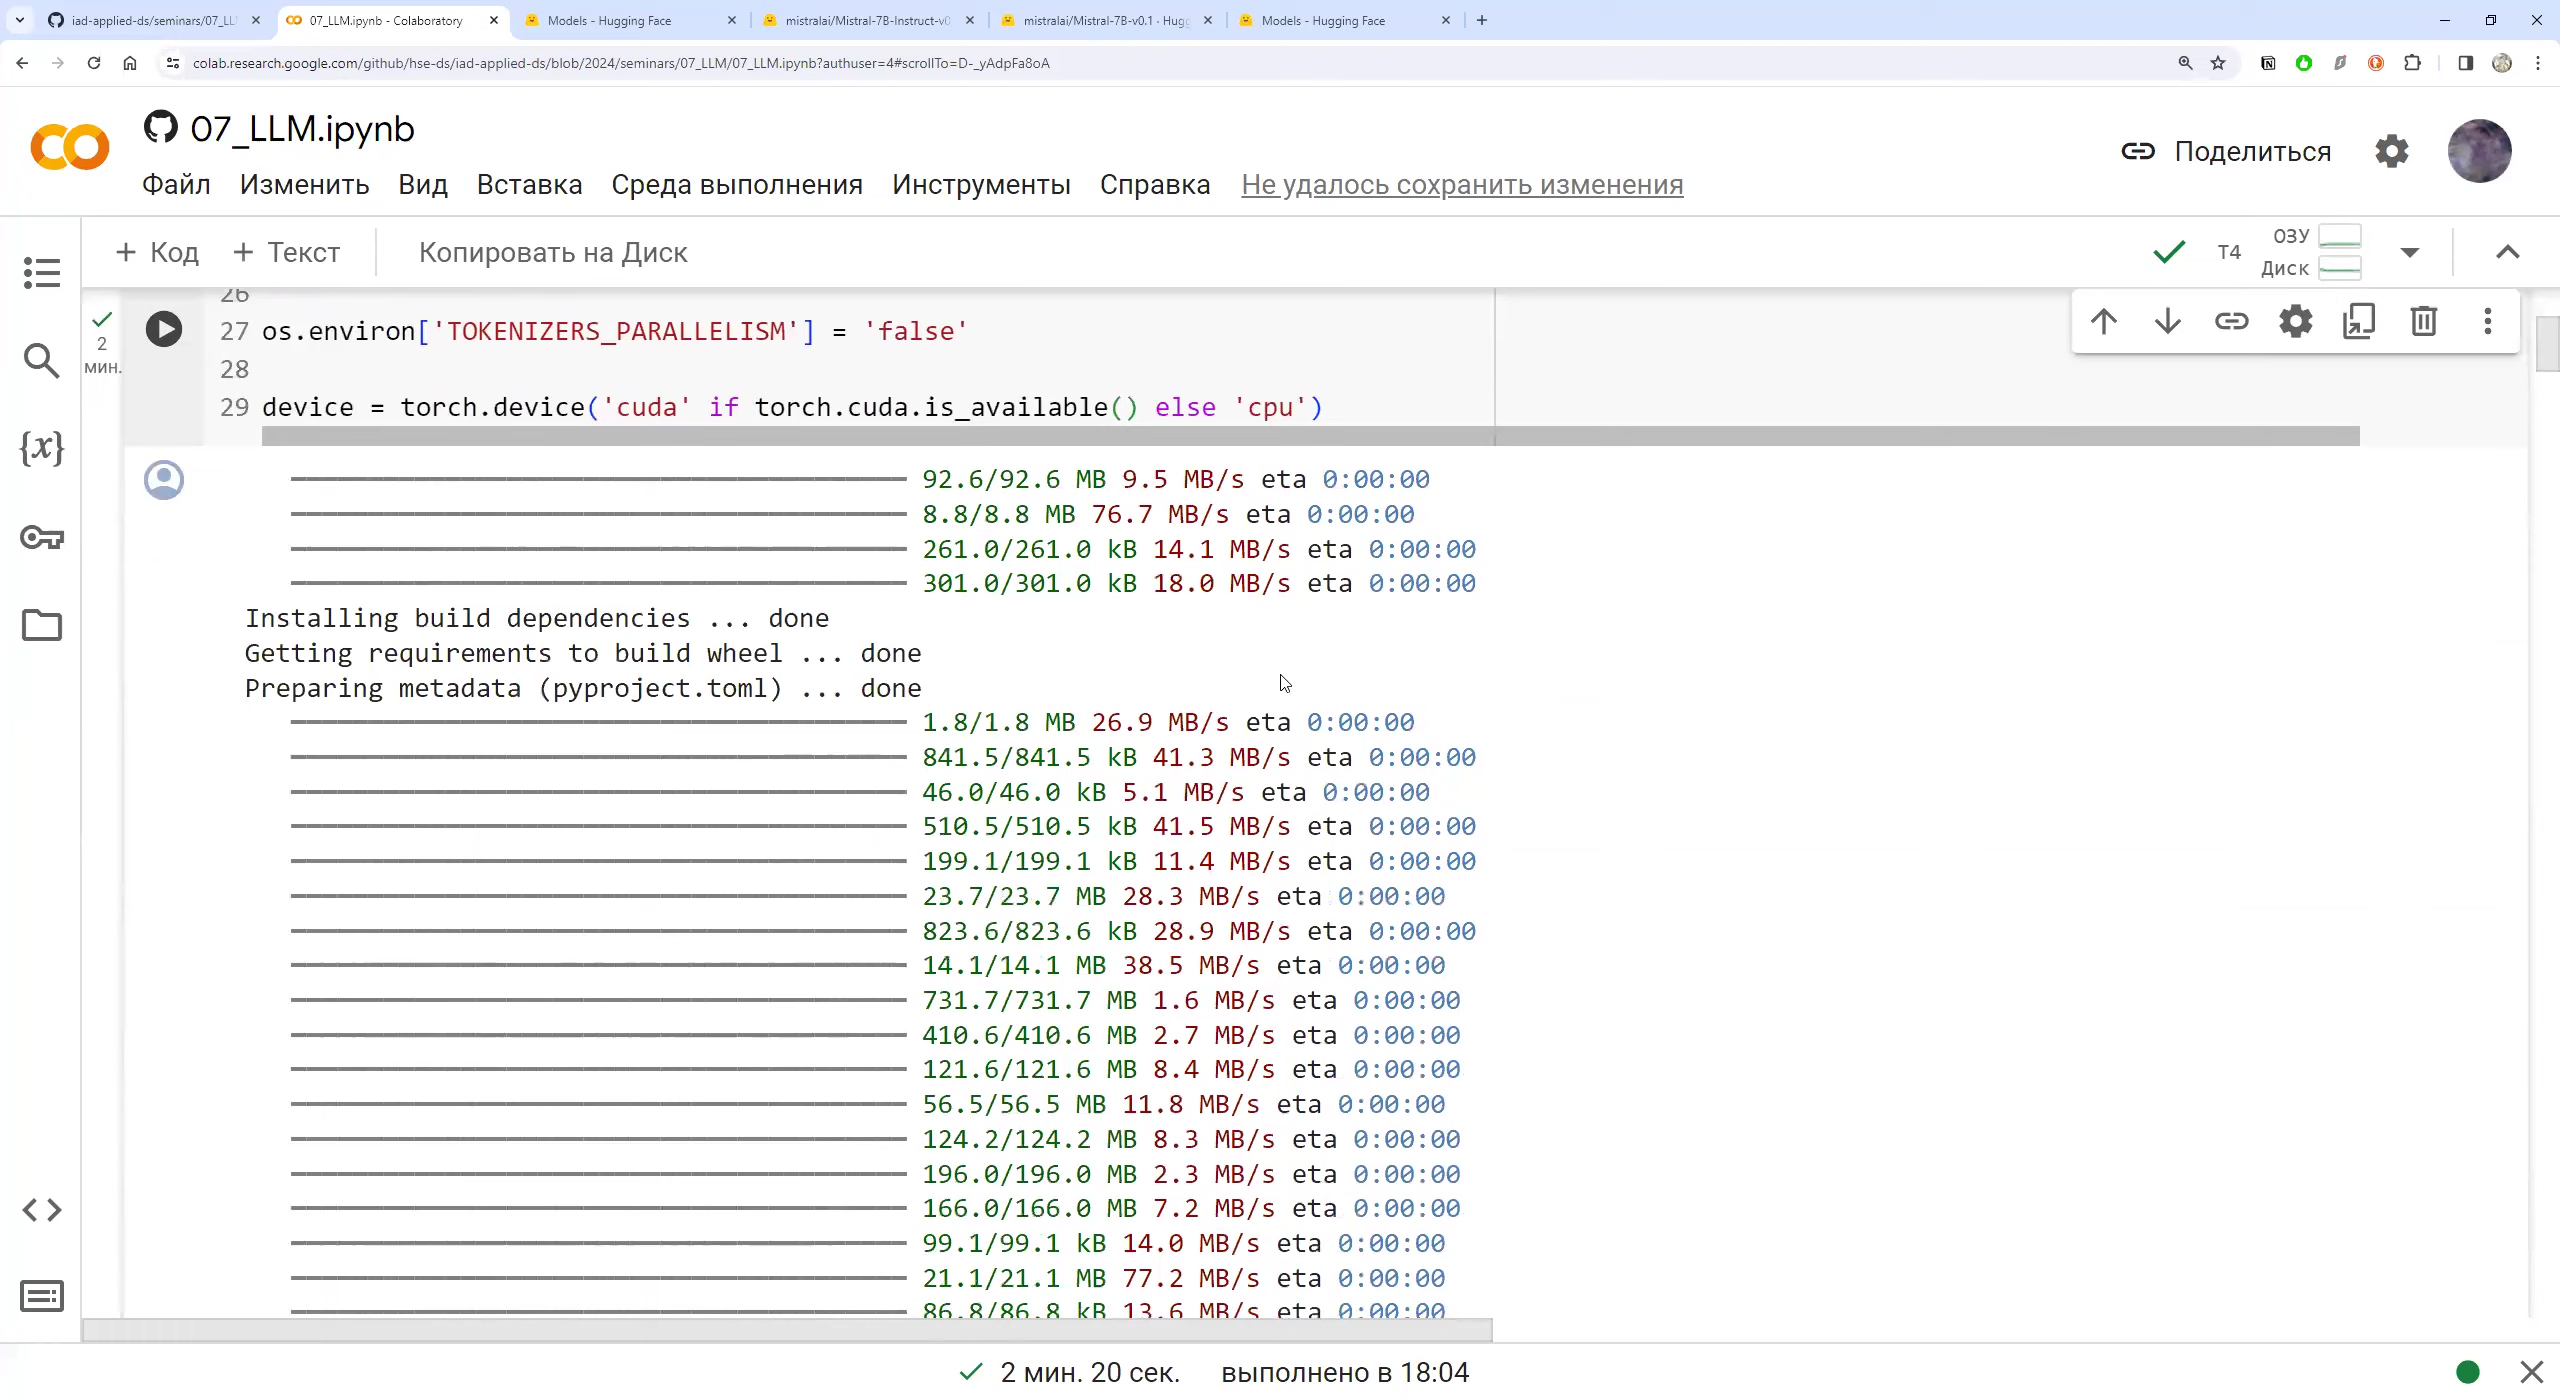 iad-applied-ds/seminars/07_LL
07_LLM.ipynb - Colaboratory
Models - Hugging Face
mistralai/Mistral-7B-Instruct-v0
mistralai/Mistral-7B-v0.1 · Hugg
Models - Hugging Face
colab.research.google.com/github/hse-ds/iad-applied-ds/blob/2024/seminars/07_LLM/07_LLM.ipynb?authuser=4#scrollTo=D-_yAdpFa8oA
07_LLM.ipynb
Поделиться
Файл Изменить Вид Вставка Среда выполнения Инструменты Справка Не удалось сохранить изменения
+ Код + Текст Копировать на Диск
T4
ОЗУ
Диск
2
мин.
26
27 os.environ['TOKENIZERS_PARALLELISM'] = 'false'
28
29 device = torch.device('cuda' if torch.cuda.is_available() else 'cpu')
92.6/92.6 MB 9.5 MB/s eta 0:00:00
8.8/8.8 MB 76.7 MB/s eta 0:00:00
261.0/261.0 kB 14.1 MB/s eta 0:00:00
301.0/301.0 kB 18.0 MB/s eta 0:00:00
Installing build dependencies ... done
Getting requirements to build wheel ... done
Preparing metadata (pyproject.toml) ... done
1.8/1.8 MB 26.9 MB/s eta 0:00:00
841.5/841.5 kB 41.3 MB/s eta 0:00:00
46.0/46.0 kB 5.1 MB/s eta 0:00:00
510.5/510.5 kB 41.5 MB/s eta 0:00:00
199.1/199.1 kB 11.4 MB/s eta 0:00:00
23.7/23.7 MB 28.3 MB/s eta 0:00:00
823.6/823.6 kB 28.9 MB/s eta 0:00:00
14.1/14.1 MB 38.5 MB/s eta 0:00:00
731.7/731.7 MB 1.6 MB/s eta 0:00:00
410.6/410.6 MB 2.7 MB/s eta 0:00:00
121.6/121.6 MB 8.4 MB/s eta 0:00:00
56.5/56.5 MB 11.8 MB/s eta 0:00:00
124.2/124.2 MB 8.3 MB/s eta 0:00:00
196.0/196.0 MB 2.3 MB/s eta 0:00:00
166.0/166.0 MB 7.2 MB/s eta 0:00:00
99.1/99.1 kB 14.0 MB/s eta 0:00:00
21.1/21.1 MB 77.2 MB/s eta 0:00:00
86.8/86.8 kB 13.6 MB/s eta 0:00:00
2 мин. 20 сек. выполнено в 18:04